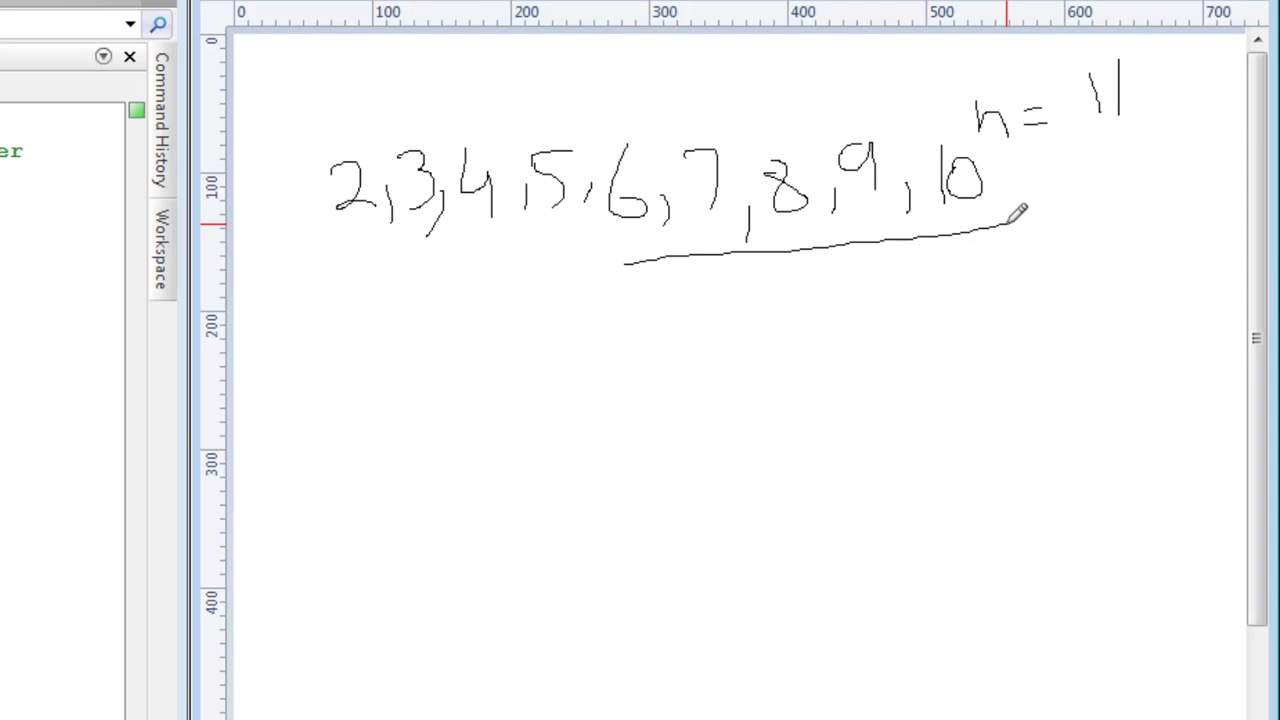 0 100 200 300 400 500 600 700
Command History
Workspace
er
0
100
200
300
400
n = 11
2,3,4,5,6,7,8,9,10